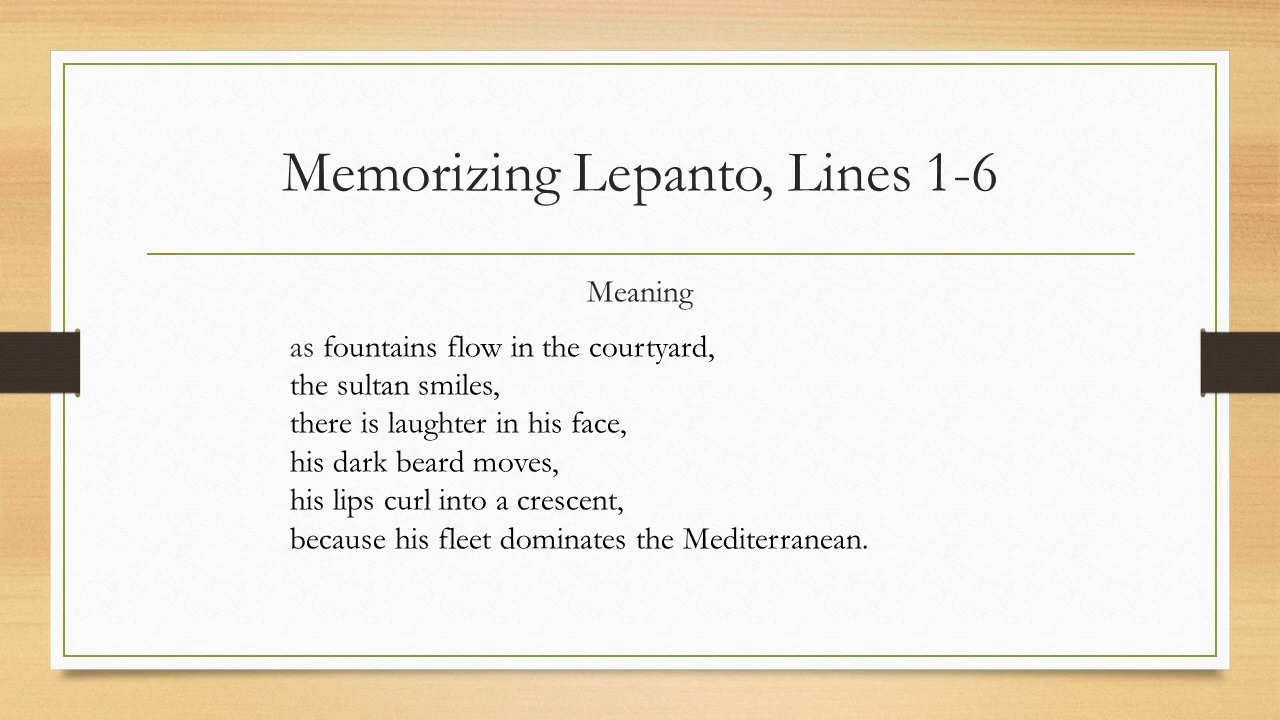 Memorizing Lepanto, Lines 1-6
Meaning
as fountains flow in the courtyard,
the sultan smiles,
there is laughter in his face,
his dark beard moves,
his lips curl into a crescent,
because his fleet dominates the Mediterranean.